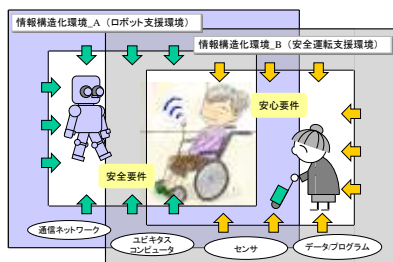 情報構造化環境_A（ロボット支援環境）
情報構造化環境_B（安全運転支援環境）
安心要件
安全要件
通信ネットワーク
ユビキタス
コンピュータ
センサ
データ/プログラム